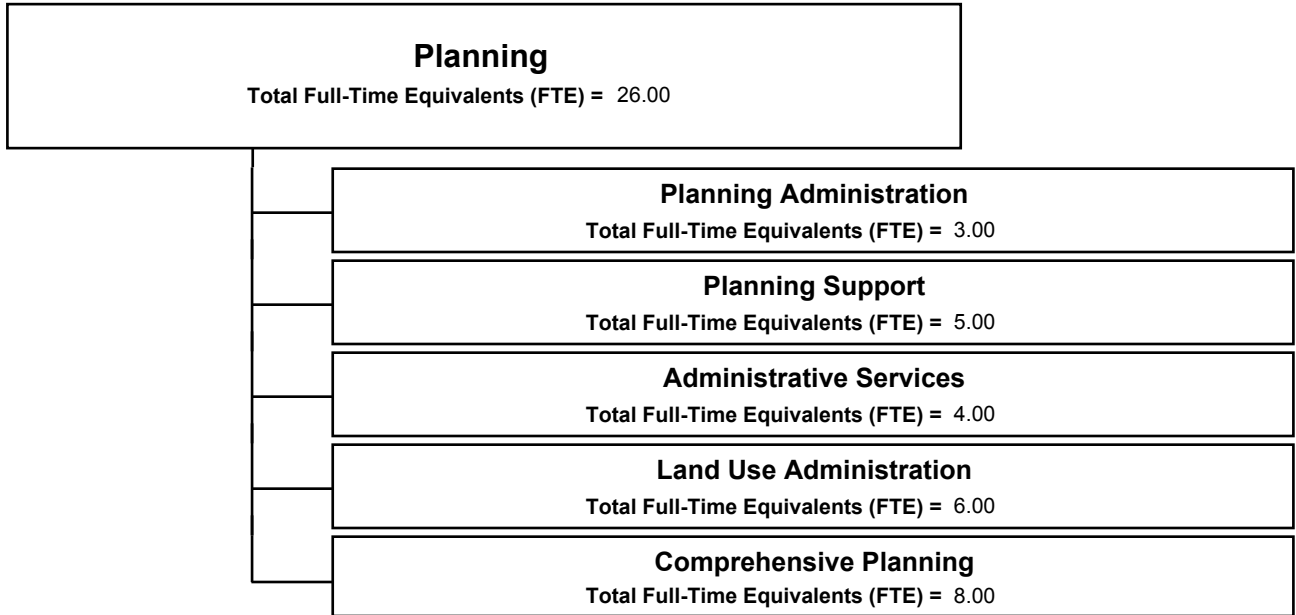 Planning
Total Full-Time Equivalents (FTE) = 26.00
Planning Administration
Total Full-Time Equivalents (FTE) = 3.00
Planning Support
Total Full-Time Equivalents (FTE) = 5.00
Administrative Services
Total Full-Time Equivalents (FTE) = 4.00
Land Use Administration
Total Full-Time Equivalents (FTE) = 6.00
Comprehensive Planning
Total Full-Time Equivalents (FTE) = 8.00